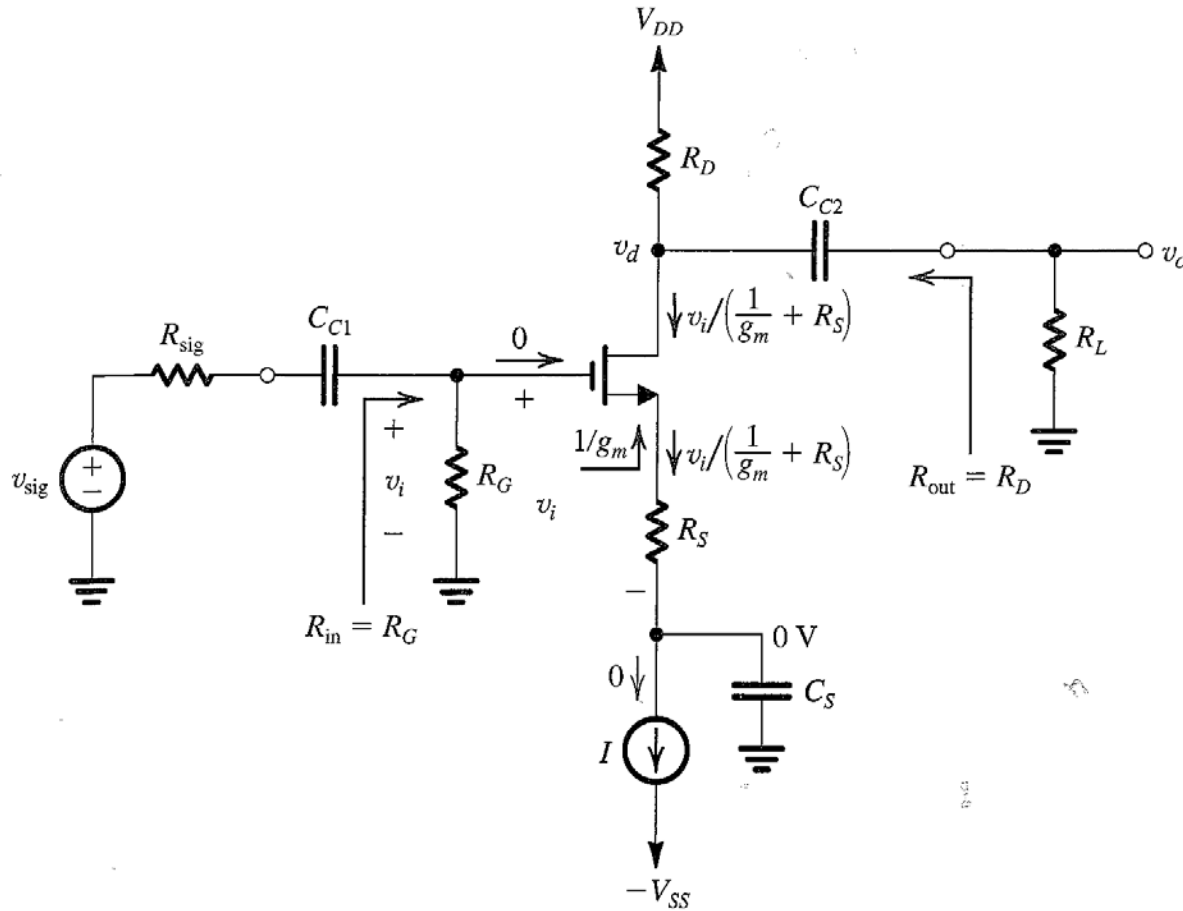 V_DD
R_D
C_C2
v_d
v_o
v_i/(1/g_m + R_S)
R_L
C_C1
R_sig
0
+
+
1/g_m
v_i/(1/g_m + R_S)
R_out = R_D
v_sig
+
−
v_i
R_G
v_i
−
R_S
−
R_in = R_G
0 V
0
C_S
I
−V_SS